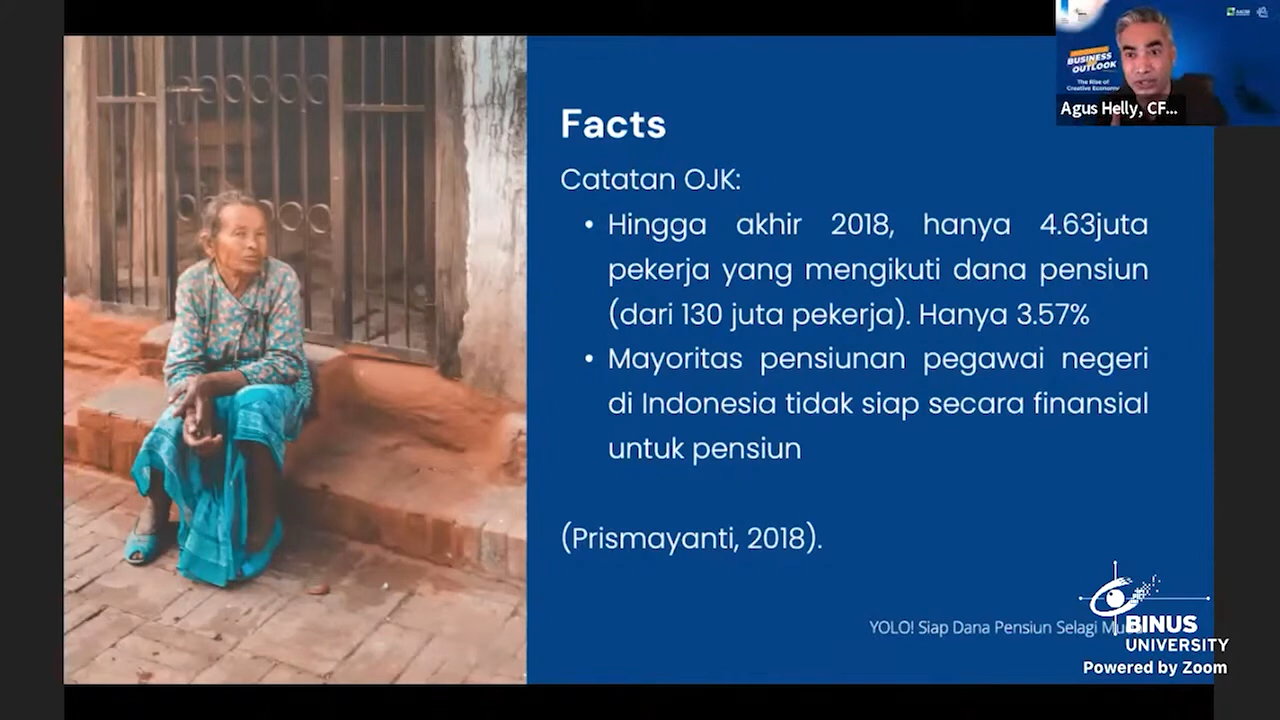 BUSINESS
OUTLOOK
The Rise of
Creative Economy
Agus Helly, CF...
Facts
Catatan OJK:
• Hingga akhir 2018, hanya 4.63juta
pekerja yang mengikuti dana pensiun
(dari 130 juta pekerja). Hanya 3.57%
• Mayoritas pensiunan pegawai negeri
di Indonesia tidak siap secara finansial
untuk pensiun
(Prismayanti, 2018).
YOLO! Siap Dana Pensiun Selagi
BINUS
UNIVERSITY
Powered by Zoom